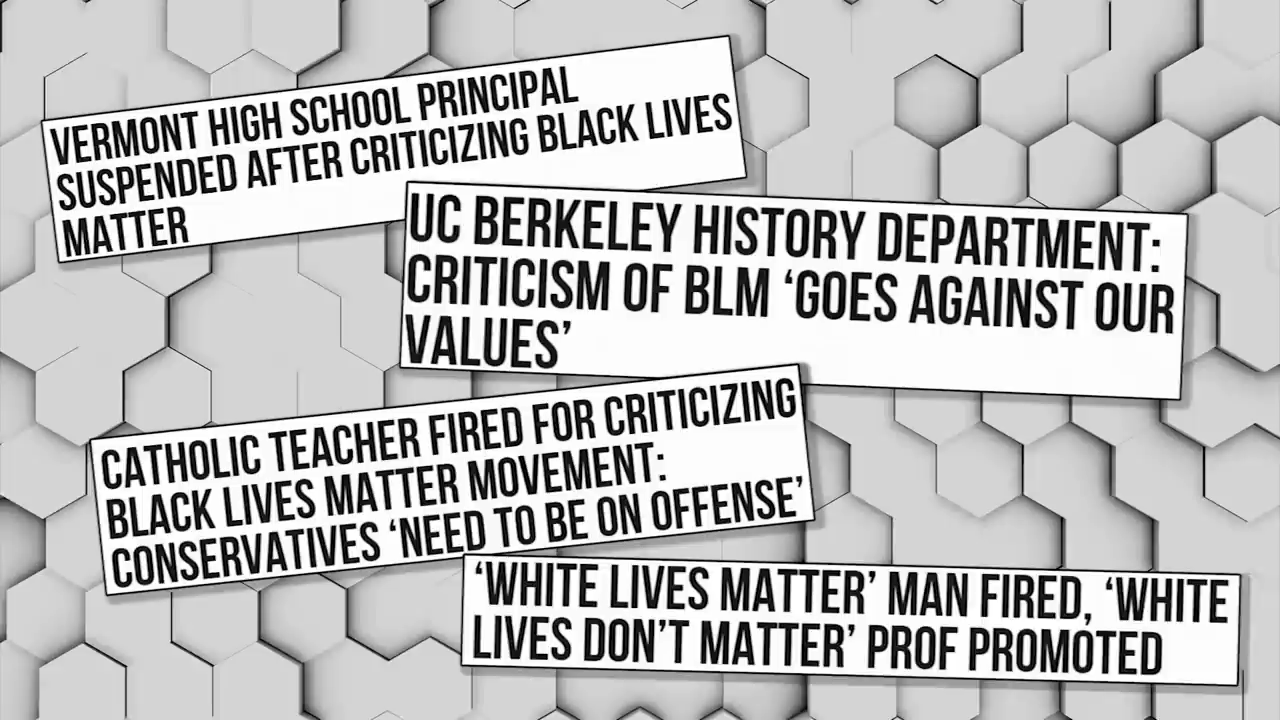 VERMONT HIGH SCHOOL PRINCIPAL
SUSPENDED AFTER CRITICIZING BLACK LIVES
MATTER
UC BERKELEY HISTORY DEPARTMENT:
CRITICISM OF BLM ‘GOES AGAINST OUR
VALUES’
CATHOLIC TEACHER FIRED FOR CRITICIZING
BLACK LIVES MATTER MOVEMENT:
CONSERVATIVES ‘NEED TO BE ON OFFENSE’
‘WHITE LIVES MATTER’ MAN FIRED, ‘WHITE
LIVES DON’T MATTER’ PROF PROMOTED